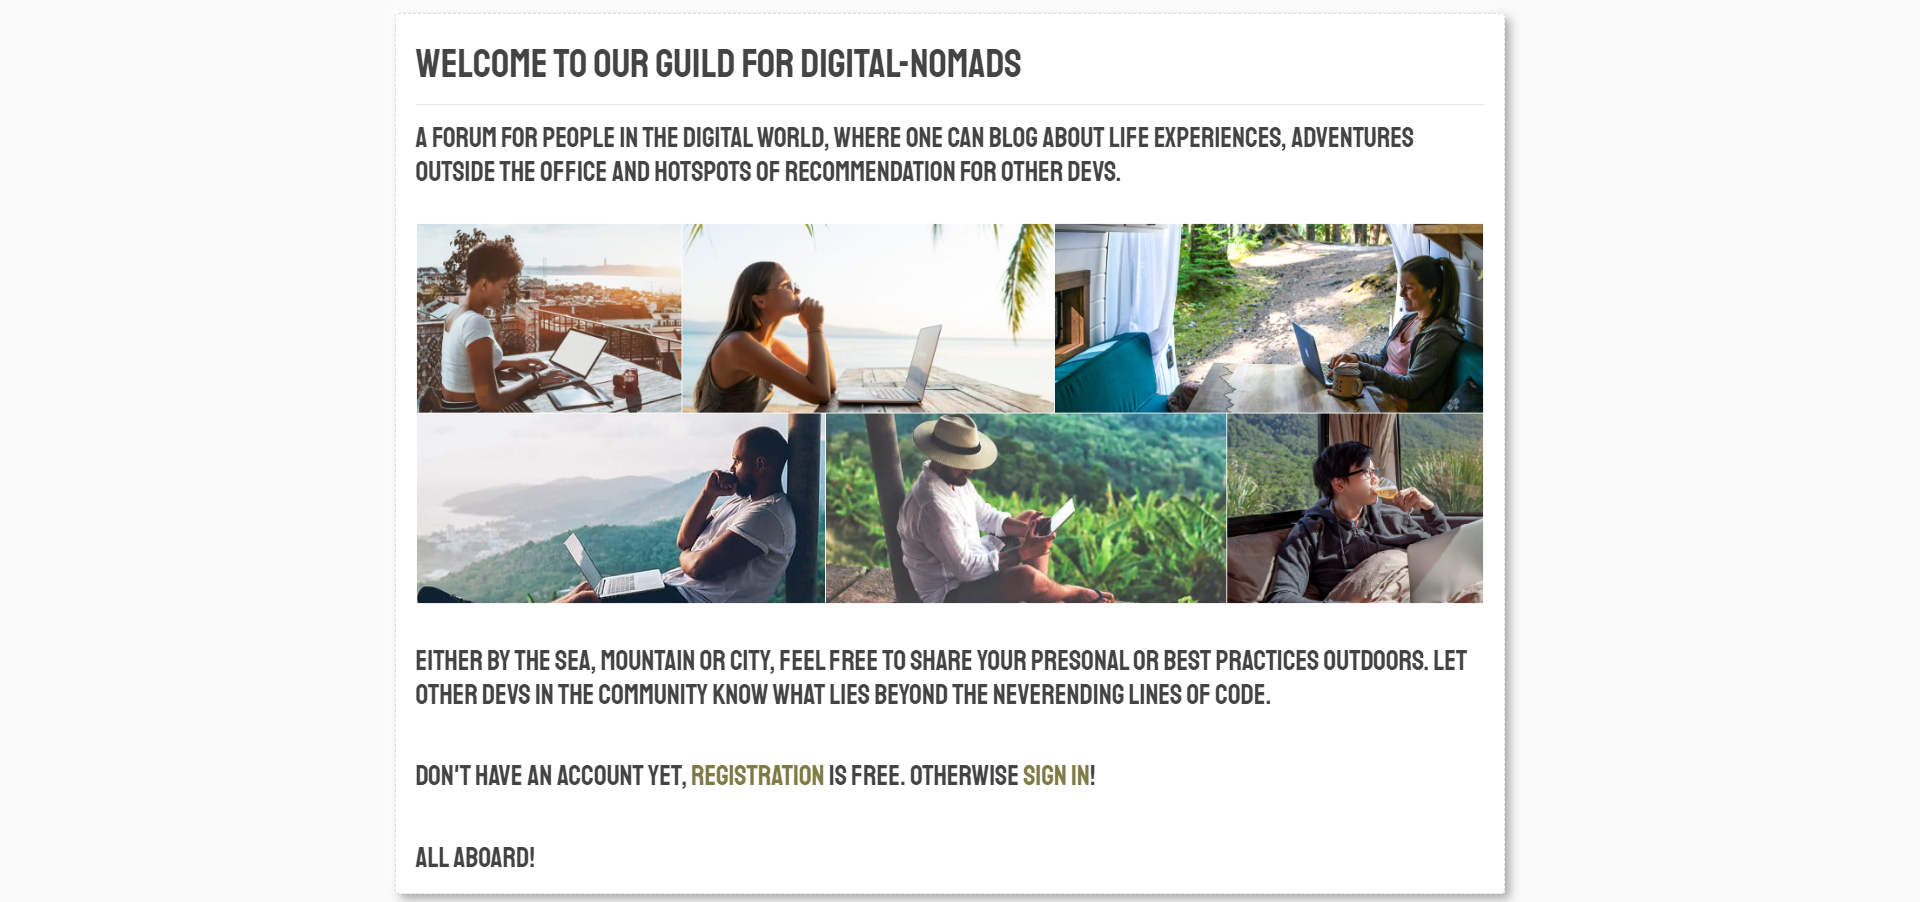 WELCOME TO OUR GUILD FOR DIGITAL-NOMADS
A FORUM FOR PEOPLE IN THE DIGITAL WORLD, WHERE ONE CAN BLOG ABOUT LIFE EXPERIENCES, ADVENTURES
OUTSIDE THE OFFICE AND HOTSPOTS OF RECOMMENDATION FOR OTHER DEVS.
EITHER BY THE SEA, MOUNTAIN OR CITY, FEEL FREE TO SHARE YOUR PRESONAL OR BEST PRACTICES OUTDOORS. LET
OTHER DEVS IN THE COMMUNITY KNOW WHAT LIES BEYOND THE NEVERENDING LINES OF CODE.
DON'T HAVE AN ACCOUNT YET, REGISTRATION IS FREE. OTHERWISE SIGN IN!
ALL ABOARD!